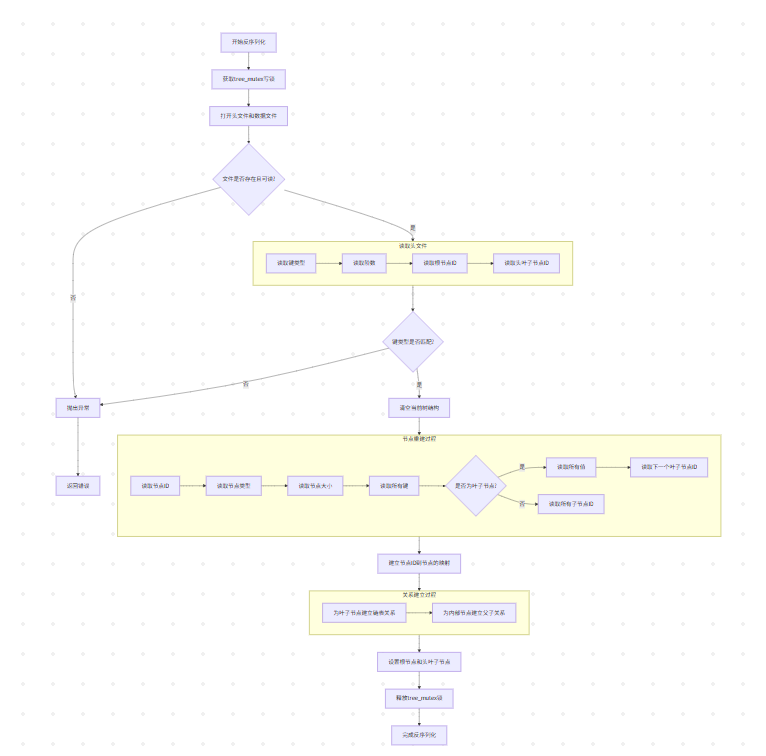 开始反序列化
获取tree_mutex写锁
打开头文件和数据文件
文件是否存在且可读?
是
否
读取头文件
读取键类型
读取阶数
读取根节点ID
读取头叶子节点ID
键类型是否匹配?
否
是
抛出异常
清空当前树结构
返回错误
节点重建过程
读取节点ID
读取节点类型
读取节点大小
读取所有键
是否为叶子节点?
是
读取所有值
读取下一个叶子节点ID
否
读取所有子节点ID
建立节点ID到节点的映射
关系建立过程
为叶子节点建立链表关系
为内部节点建立父子关系
设置根节点和头叶子节点
释放tree_mutex锁
完成反序列化